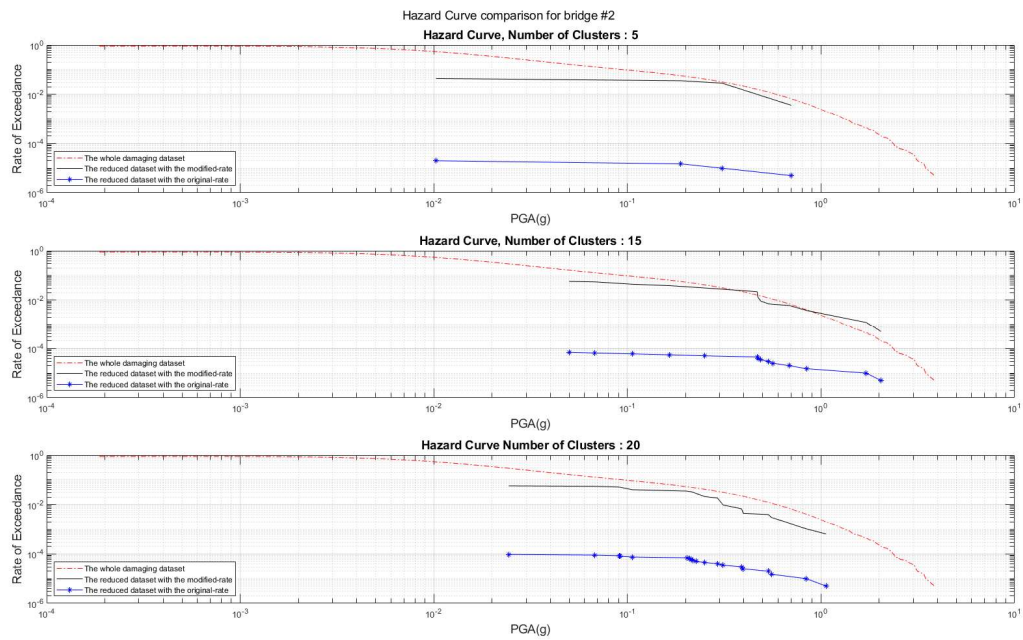 Hazard Curve comparison for bridge #2
Hazard Curve, Number of Clusters : 5
Rate of Exceedance
10^0
10^-2
10^-4
10^-6
The whole damaging dataset
The reduced dataset with the modified-rate
The reduced dataset with the original-rate
10^-4 10^-3 10^-2 10^-1 10^0 10^1
PGA(g)
Hazard Curve, Number of Clusters : 15
Rate of Exceedance
10^0
10^-2
10^-4
10^-6
The whole damaging dataset
The reduced dataset with the modified-rate
The reduced dataset with the original-rate
10^-4 10^-3 10^-2 10^-1 10^0 10^1
PGA(g)
Hazard Curve Number of Clusters : 20
Rate of Exceedance
10^0
10^-2
10^-4
10^-6
The whole damaging dataset
The reduced dataset with the modified-rate
The reduced dataset with the original-rate
10^-4 10^-3 10^-2 10^-1 10^0 10^1
PGA(g)